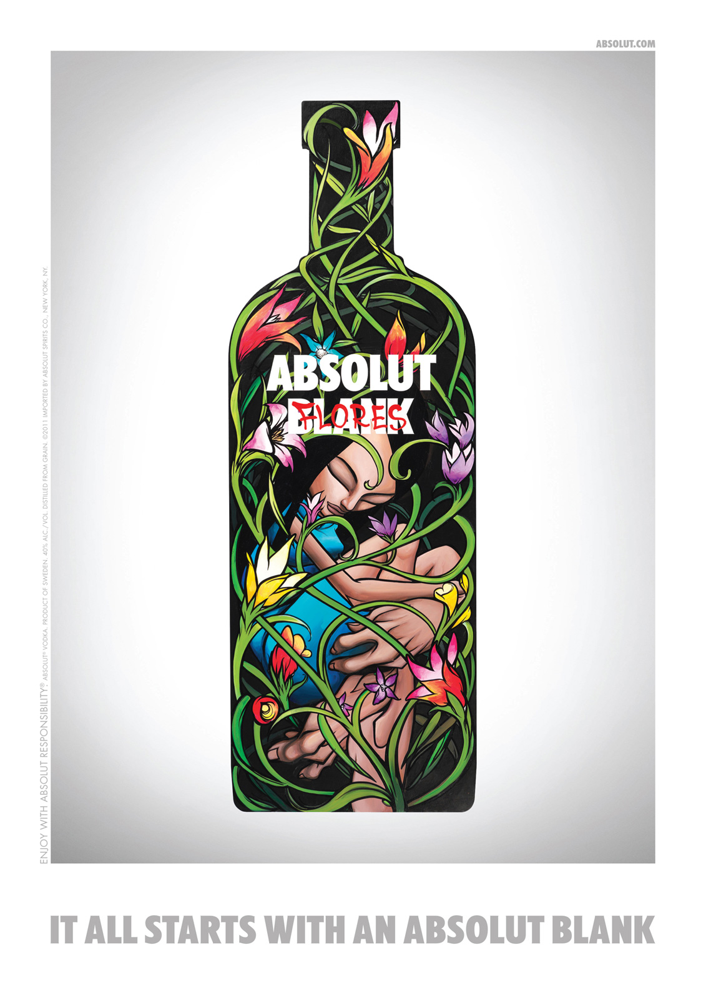 ABSOLUT.COM
ABSOLUT
BLANK
FLORES
ENJOY WITH ABSOLUT RESPONSIBILITY®. ABSOLUT® VODKA. PRODUCT OF SWEDEN. 40% ALC./VOL. DISTILLED FROM GRAIN. ©2011 IMPORTED BY ABSOLUT SPIRITS CO., NEW YORK, NY.
IT ALL STARTS WITH AN ABSOLUT BLANK